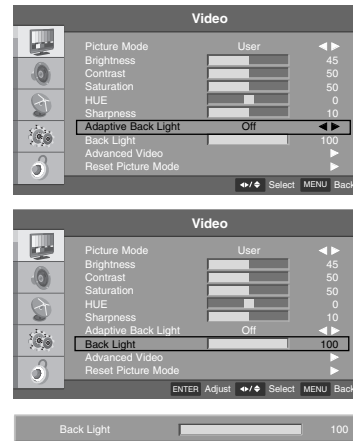 Video
Picture Mode User
Brightness 45
Contrast 50
Saturation 50
HUE 0
Sharpness 10
Adaptive Back Light Off
Back Light 100
Advanced Video
Reset Picture Mode
Select MENU Back
Video
Picture Mode User
Brightness 45
Contrast 50
Saturation 50
HUE 0
Sharpness 10
Adaptive Back Light Off
Back Light 100
Advanced Video
Reset Picture Mode
ENTER Adjust Select MENU Back
Back Light 100